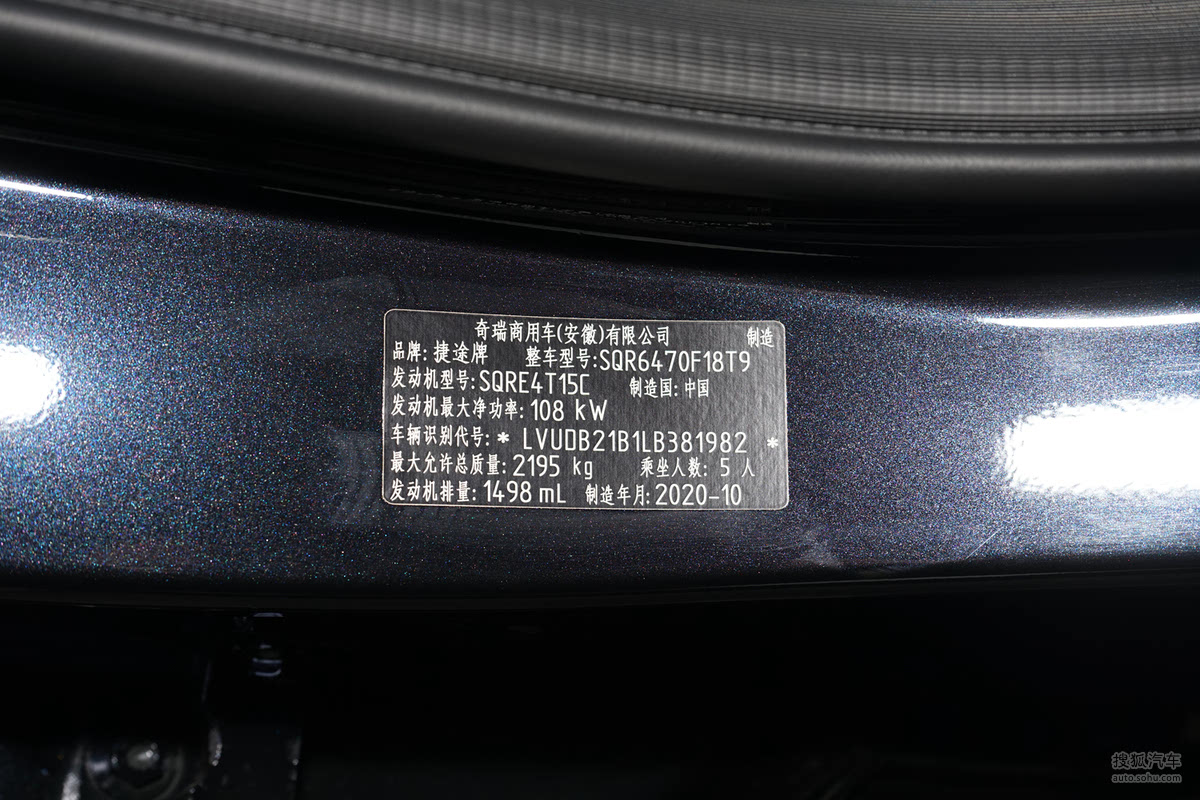 奇瑞商用车(安徽)有限公司 制造
品牌: 捷途牌 整车型号:SQR6470F18T9
发动机型号:SQRE4T15C 制造国: 中国
发动机最大净功率: 108 kW
车辆识别代号: * LVUDB21B1LB381982 *
最大允许总质量: 2195 kg 乘坐人数: 5 人
发动机排量: 1498 mL 制造年月: 2020-10
搜狐汽车
auto.sohu.com